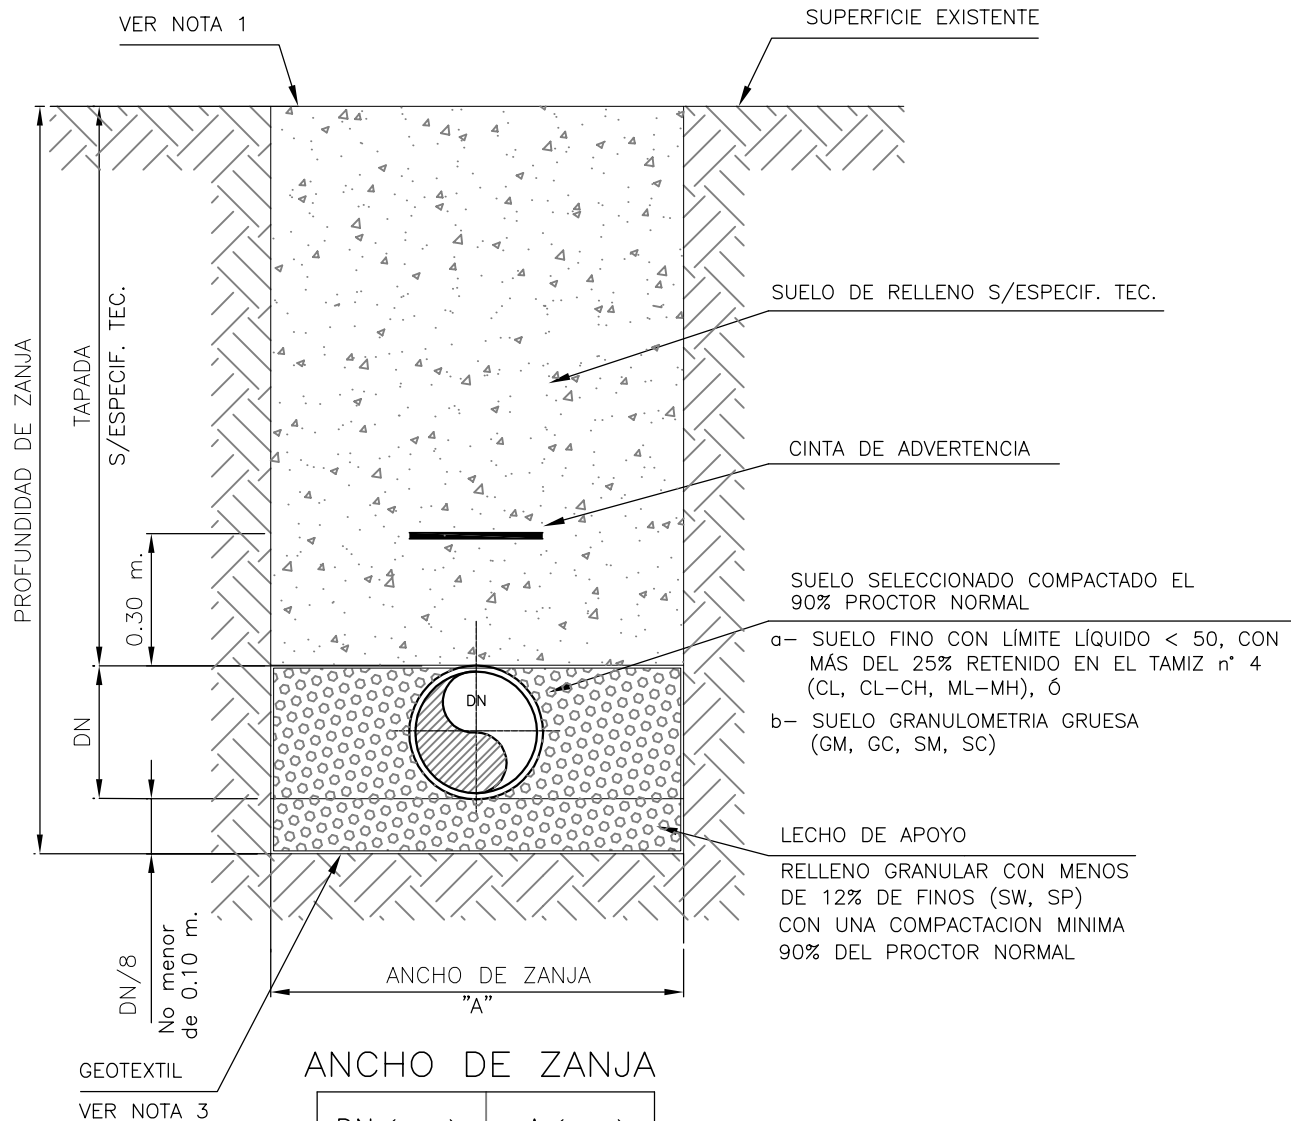 VER NOTA 1
SUPERFICIE EXISTENTE
PROFUNDIDAD DE ZANJA
TAPADA
S/ESPECIF. TEC.
SUELO DE RELLENO S/ESPECIF. TEC.
CINTA DE ADVERTENCIA
0.30 m.
SUELO SELECCIONADO COMPACTADO EL
90% PROCTOR NORMAL
a- SUELO FINO CON LÍMITE LÍQUIDO < 50, CON
MÁS DEL 25% RETENIDO EN EL TAMIZ n° 4
(CL, CL-CH, ML-MH), Ó
b- SUELO GRANULOMETRIA GRUESA
(GM, GC, SM, SC)
DN
DN
LECHO DE APOYO
RELLENO GRANULAR CON MENOS
DE 12% DE FINOS (SW, SP)
CON UNA COMPACTACION MINIMA
90% DEL PROCTOR NORMAL
DN/8
No menor
de 0.10 m.
ANCHO DE ZANJA
"A"
GEOTEXTIL
VER NOTA 3
ANCHO DE ZANJA